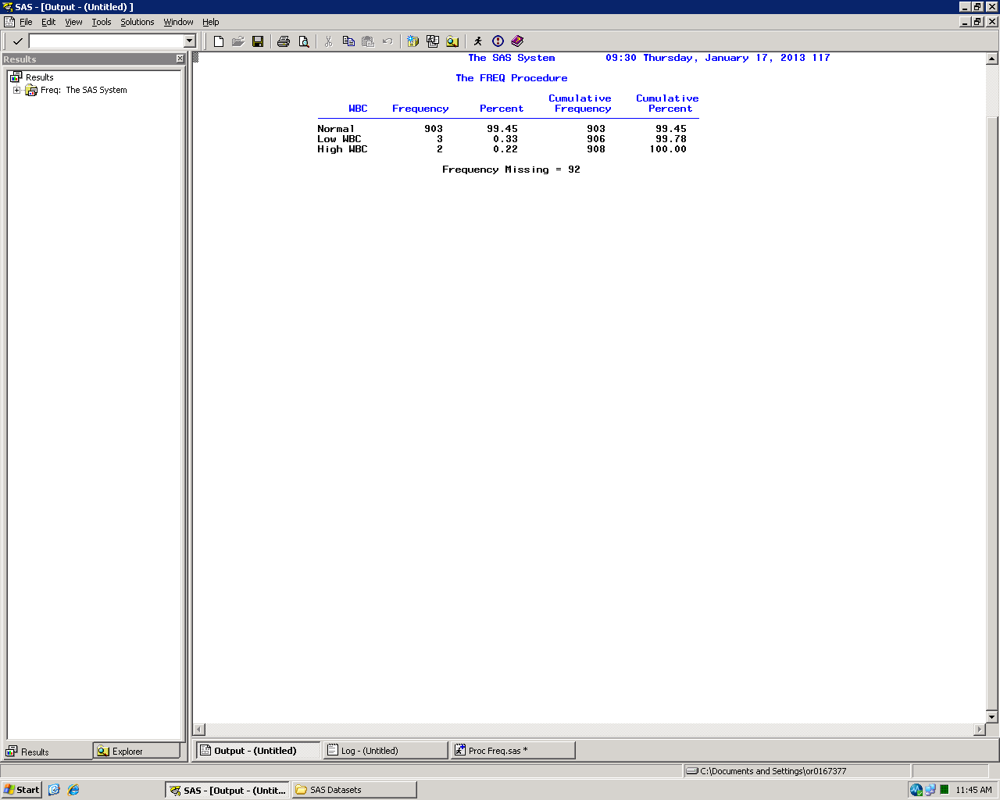 SAS - [Output - (Untitled) ]
File Edit View Tools Solutions Window Help
Results
Results
Freq: The SAS System
The SAS System 09:30 Thursday, January 17, 2013 117
The FREQ Procedure
Cumulative Cumulative
WBC Frequency Percent Frequency Percent
Normal 903 99.45 903 99.45
Low WBC 3 0.33 906 99.78
High WBC 2 0.22 908 100.00
Frequency Missing = 92
Results Explorer
Output - (Untitled) Log - (Untitled) Proc Freq.sas *
C:\Documents and Settings\or0167377
Start SAS - [Output - (Untit... SAS Datasets 11:45 AM